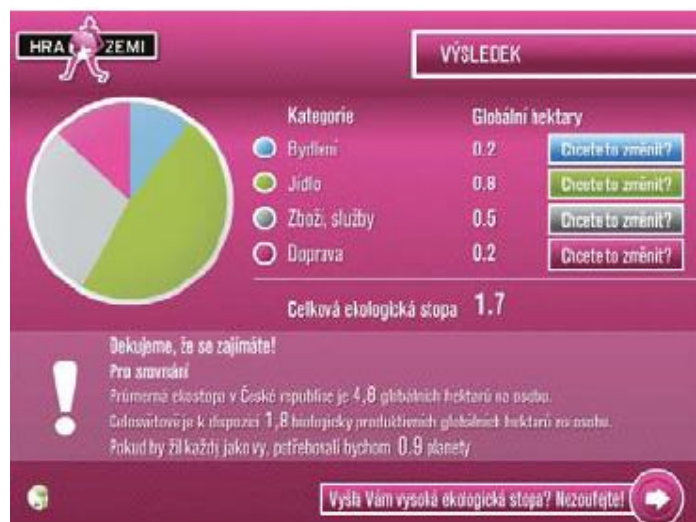 HRA ZEMI
VÝSLEDEK
Kategorie Globální hektary
Bydlení 0.2 Chcete to změnit?
Jídlo 0.8 Chcete to změnit?
Zboží, služby 0.5 Chcete to změnit?
Doprava 0.2 Chcete to změnit?
Celková ekologická stopa 1.7
Dekujeme, že se zajímáte!
Pro srovnání
Průměrná ekostopa v České republice je 4,8 globálních hektarů na osobu.
Celosvětově je k dispozici 1,8 biologicky produktivních globálních hektarů na osobu.
Pokud by žil každý jako vy, potřebovali bychom 0.9 planety
Vyšla Vám vysoká ekologická stopa? Nezoufejte!